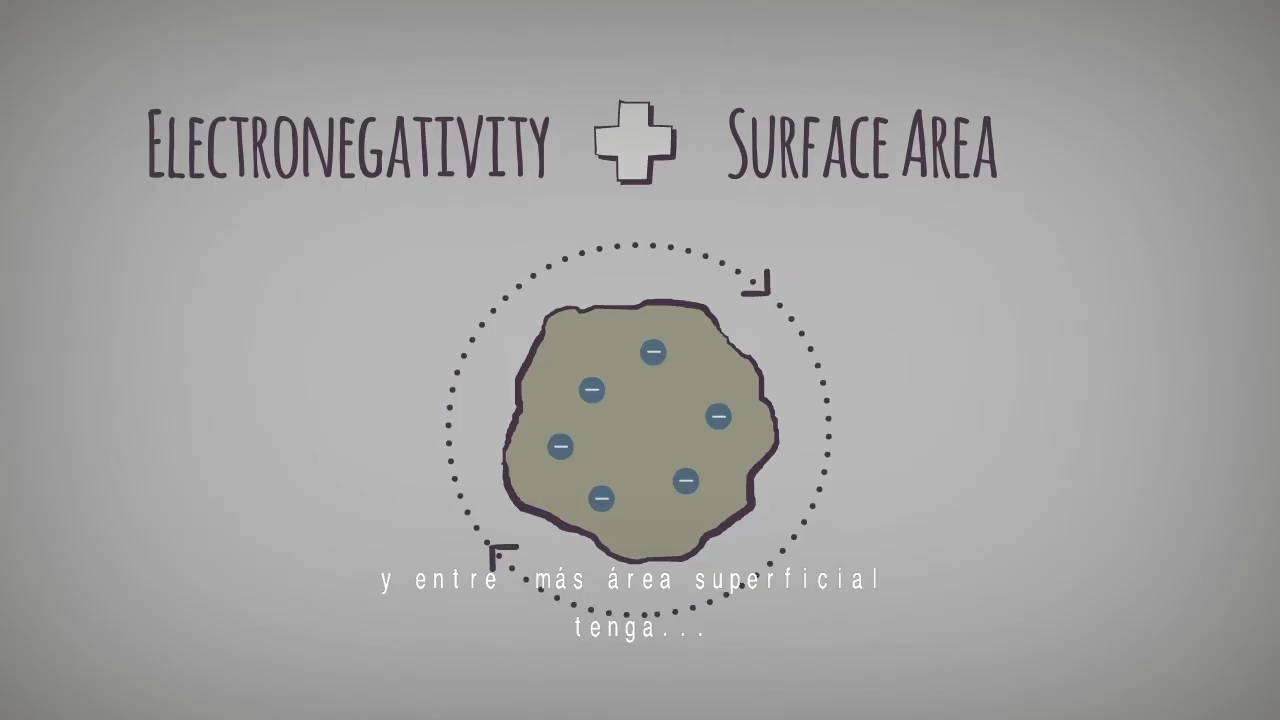 ELECTRONEGATIVITY + SURFACE AREA
y entre más área superficial
tenga...